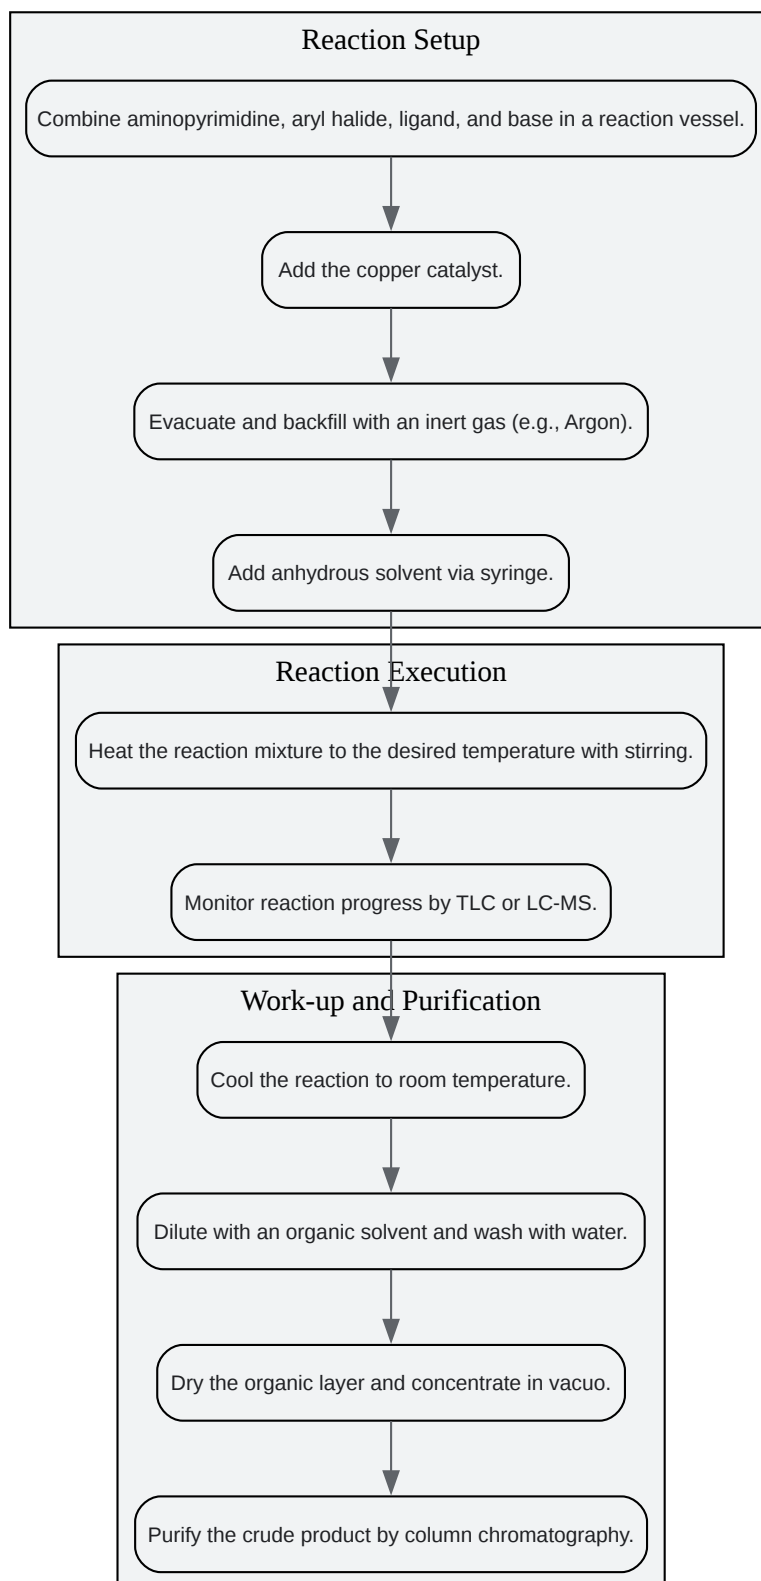 Reaction Setup
Combine aminopyrimidine, aryl halide, ligand, and base in a reaction vessel.
Add the copper catalyst.
Evacuate and backfill with an inert gas (e.g., Argon).
Add anhydrous solvent via syringe.
Reaction Execution
Heat the reaction mixture to the desired temperature with stirring.
Monitor reaction progress by TLC or LC-MS.
Work-up and Purification
Cool the reaction to room temperature.
Dilute with an organic solvent and wash with water.
Dry the organic layer and concentrate in vacuo.
Purify the crude product by column chromatography.